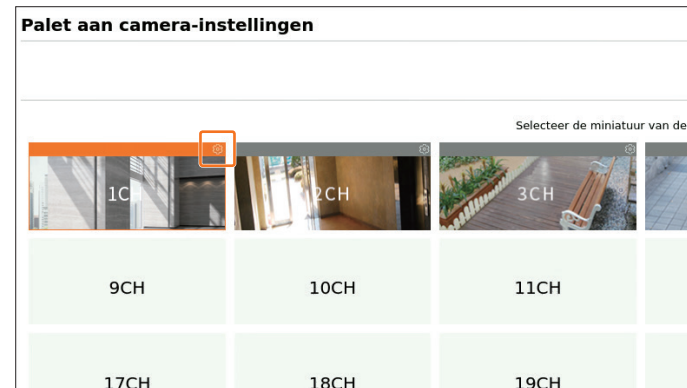 Palet aan camera-instellingen
Selecteer de miniatuur van de
1CH 2CH 3CH
9CH 10CH 11CH
17CH 18CH 19CH